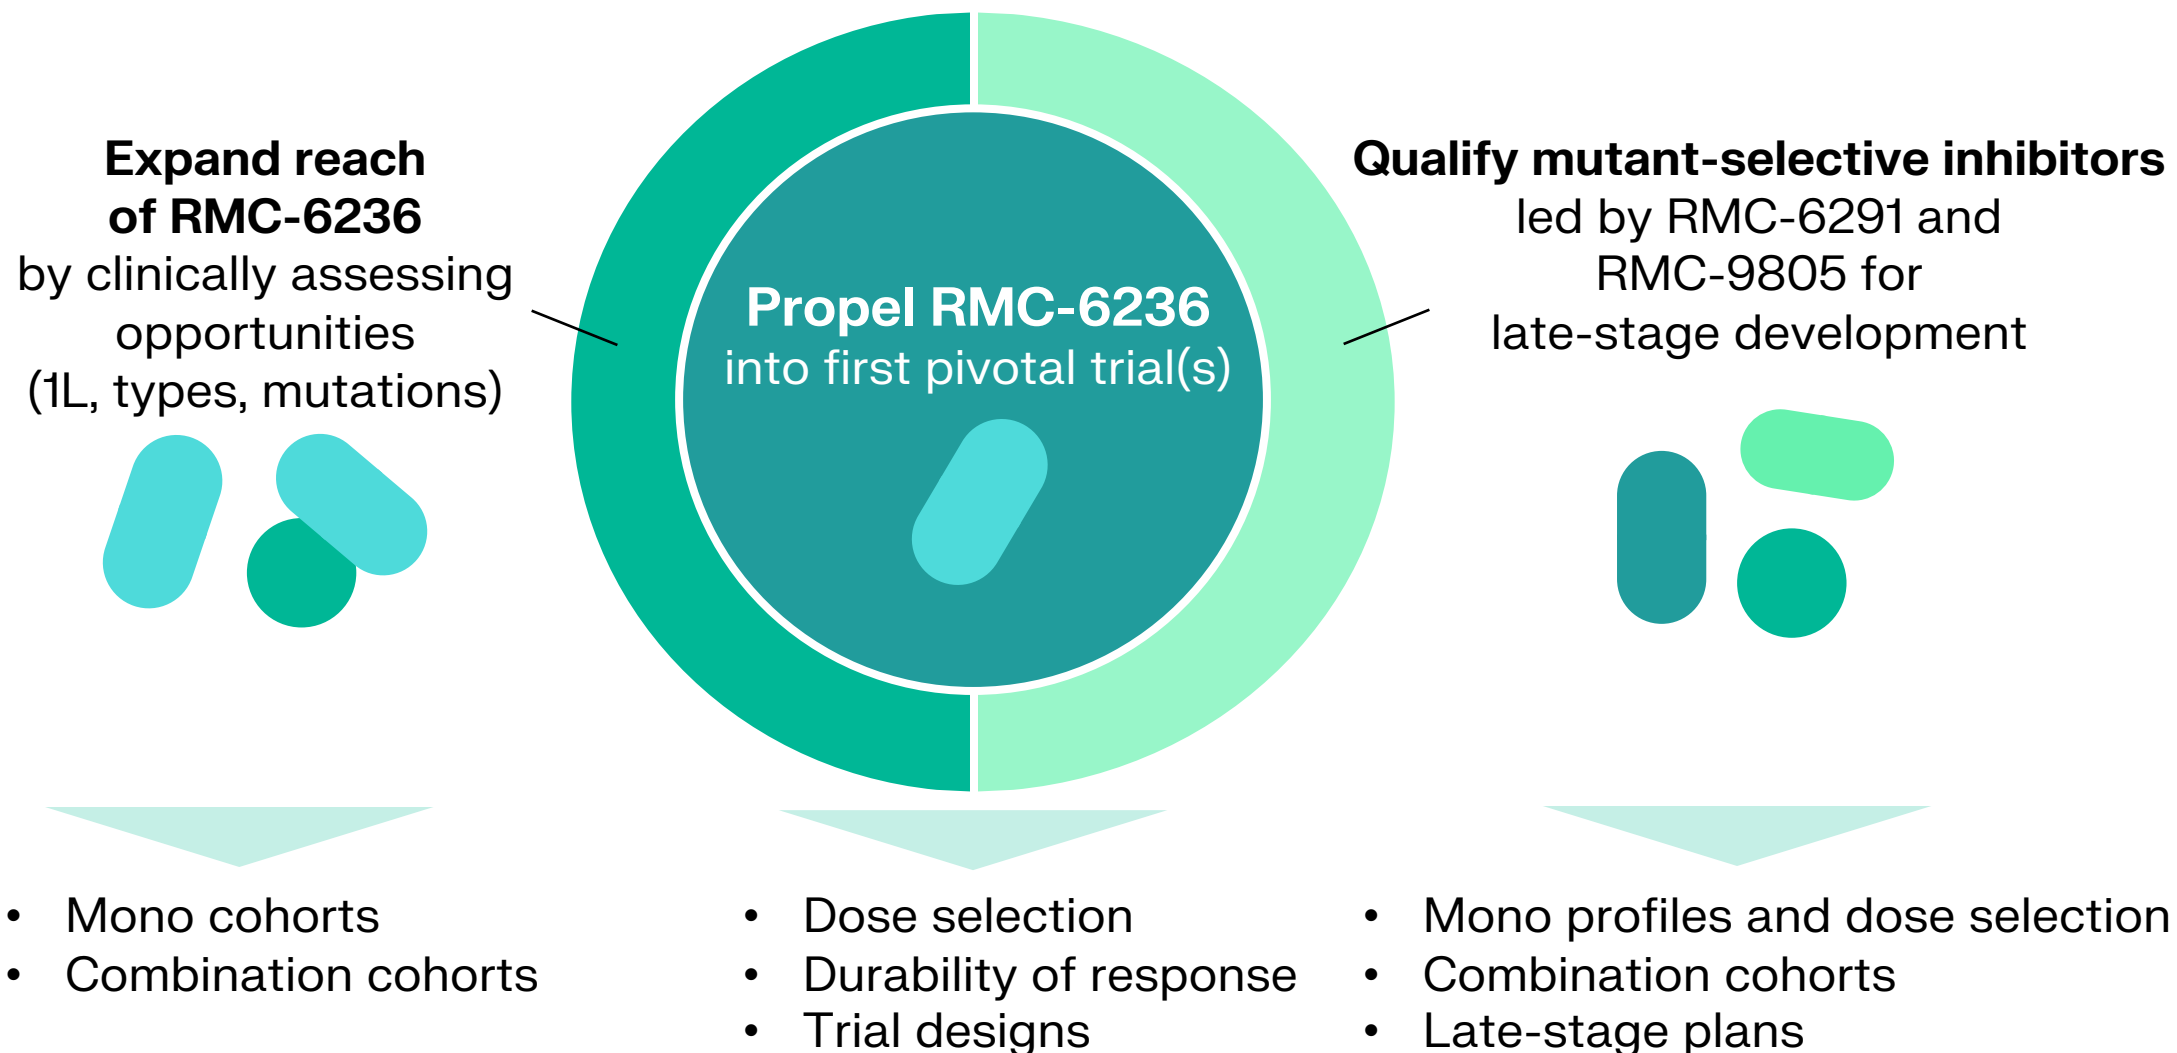 Expand reach
of RMC-6236
by clinically assessing
opportunities
(1L, types, mutations)
Propel RMC-6236
into first pivotal trial(s)
Qualify mutant-selective inhibitors
led by RMC-6291 and
RMC-9805 for
late-stage development
• Mono cohorts
• Combination cohorts
• Dose selection
• Durability of response
• Trial designs
• Mono profiles and dose selection
• Combination cohorts
• Late-stage plans